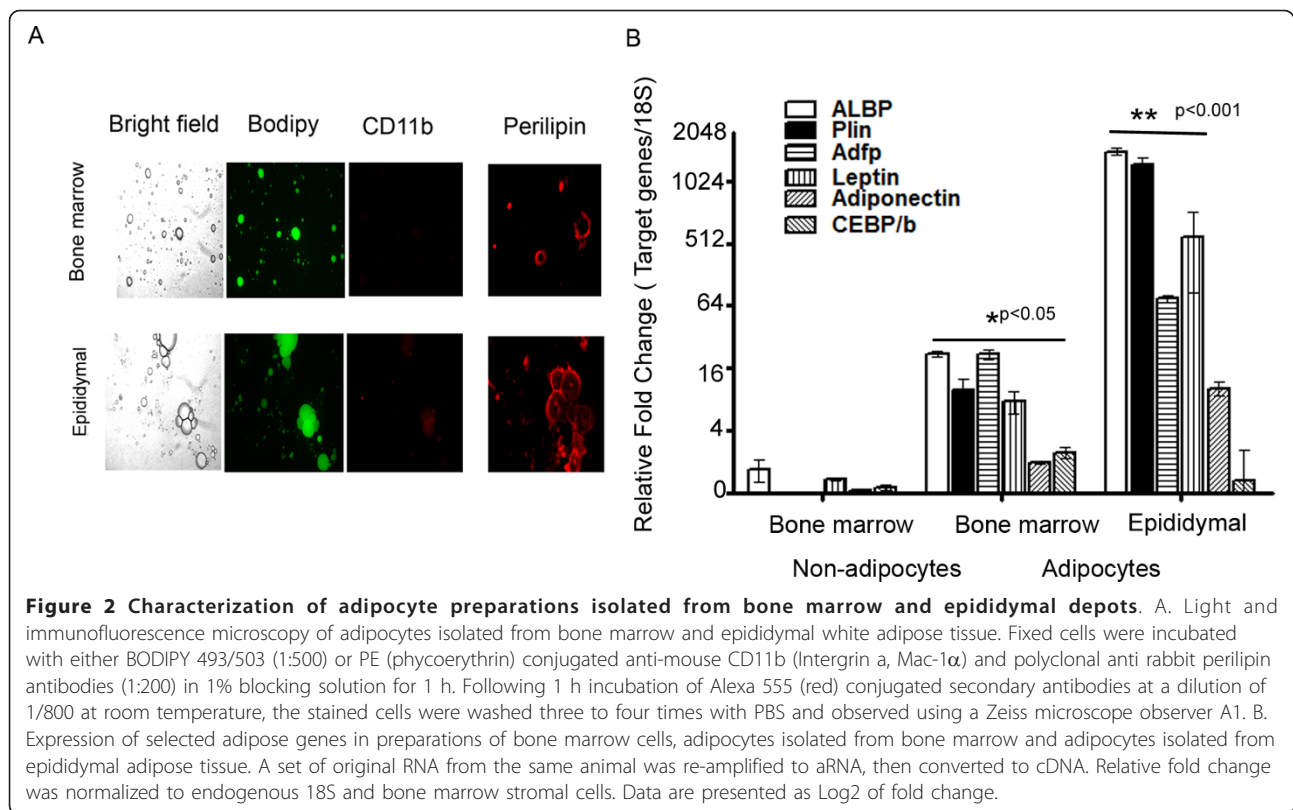 A
B
Bright field Bodipy CD11b Perilipin
Bone marrow
Epididymal
Relative Fold Change ( Target genes/18S)
2048
1024
512
64
16
4
0
ALBP
Plin
Adfp
Leptin
Adiponectin
CEBP/b
*p<0.05
** p<0.001
Bone marrow Bone marrow Epididymal
Non-adipocytes Adipocytes
Figure 2 Characterization of adipocyte preparations isolated from bone marrow and epididymal depots. A. Light and
immunofluorescence microscopy of adipocytes isolated from bone marrow and epididymal white adipose tissue. Fixed cells were incubated
with either BODIPY 493/503 (1:500) or PE (phycoerythrin) conjugated anti-mouse CD11b (Intergrin a, Mac-1α) and polyclonal anti rabbit perilipin
antibodies (1:200) in 1% blocking solution for 1 h. Following 1 h incubation of Alexa 555 (red) conjugated secondary antibodies at a dilution of
1/800 at room temperature, the stained cells were washed three to four times with PBS and observed using a Zeiss microscope observer A1. B.
Expression of selected adipose genes in preparations of bone marrow cells, adipocytes isolated from bone marrow and adipocytes isolated from
epididymal adipose tissue. A set of original RNA from the same animal was re-amplified to aRNA, then converted to cDNA. Relative fold change
was normalized to endogenous 18S and bone marrow stromal cells. Data are presented as Log2 of fold change.